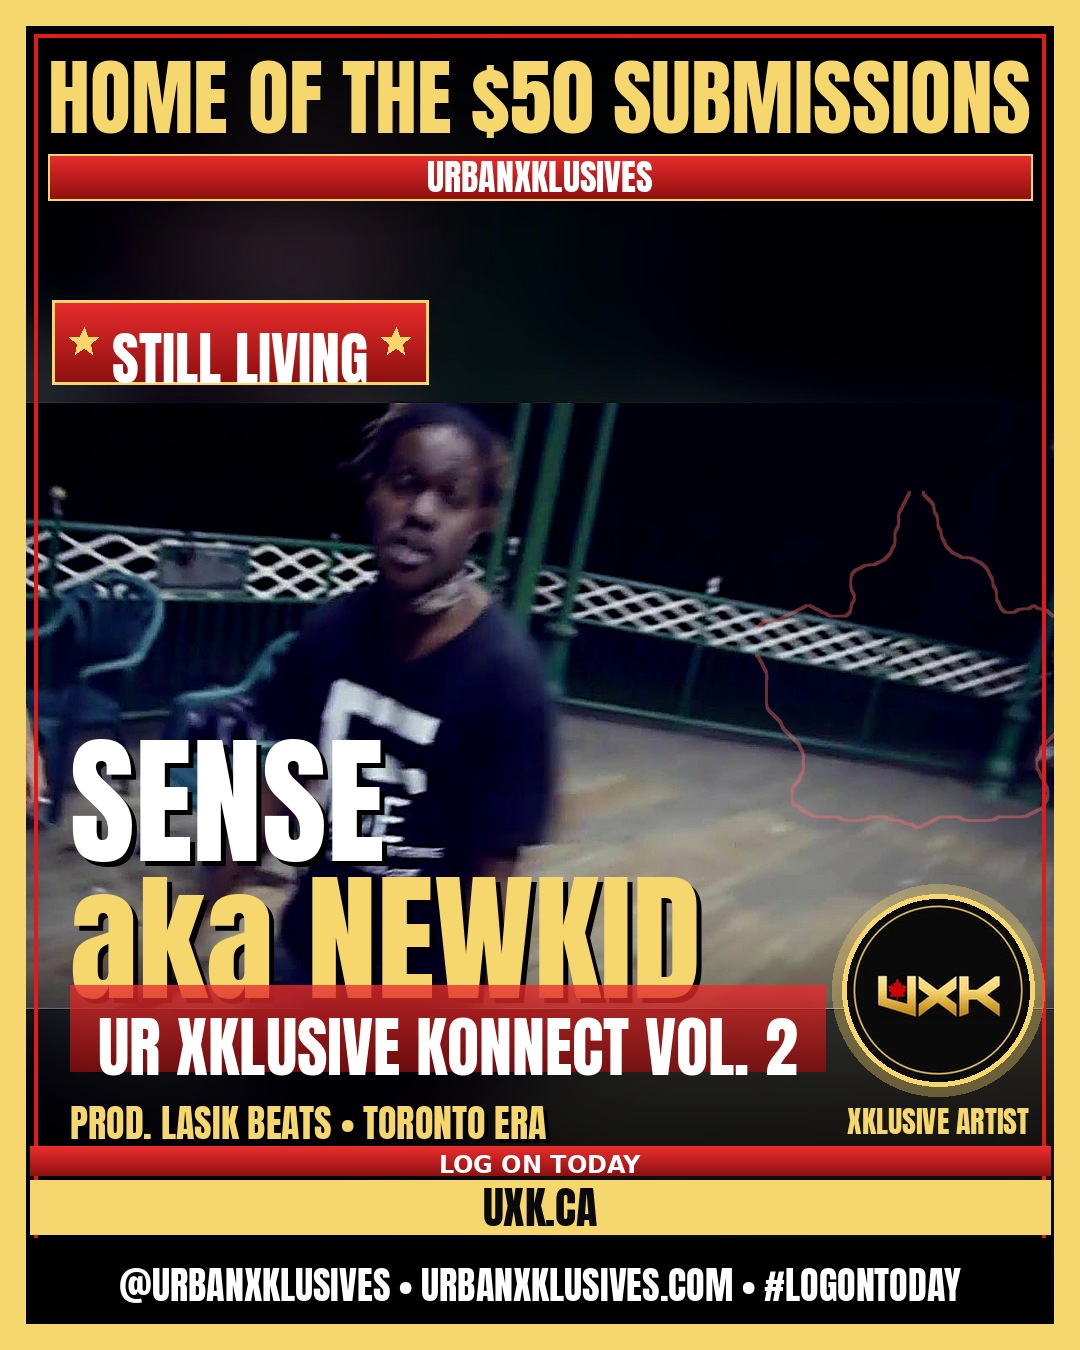 HOME OF THE $50 SUBMISSIONS
URBANXKLUSIVES
STILL LIVING
SENSE
aka NEWKID
UR XKLUSIVE KONNECT VOL. 2
UXK
PROD. LASIK BEATS • TORONTO ERA
XKLUSIVE ARTIST
LOG ON TODAY
UXK.CA
@URBANXKLUSIVES • URBANXKLUSIVES.COM • #LOGONTODAY